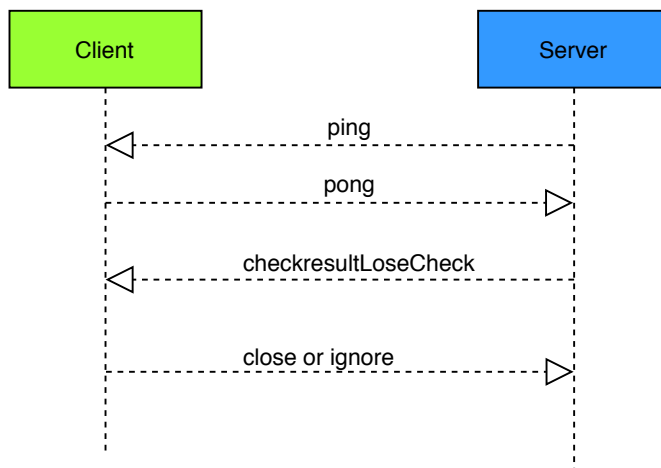 Client
Server
ping
pong
checkresultLoseCheck
close or ignore